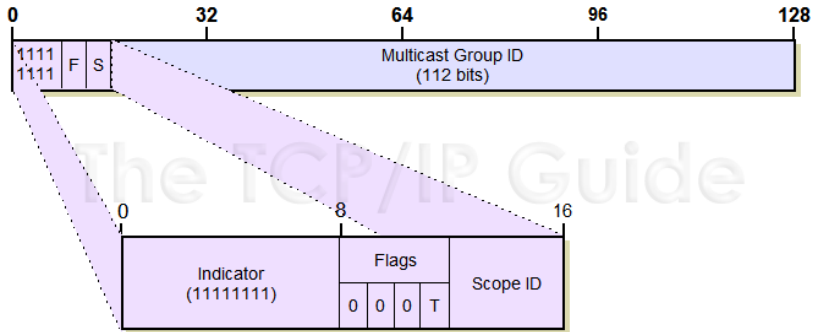 0 32 64 96 128
1111
1111
F S
Multicast Group ID
(112 bits)
The TCP/IP Guide
0 8 16
Indicator
(11111111)
Flags
0 0 0 T
Scope ID